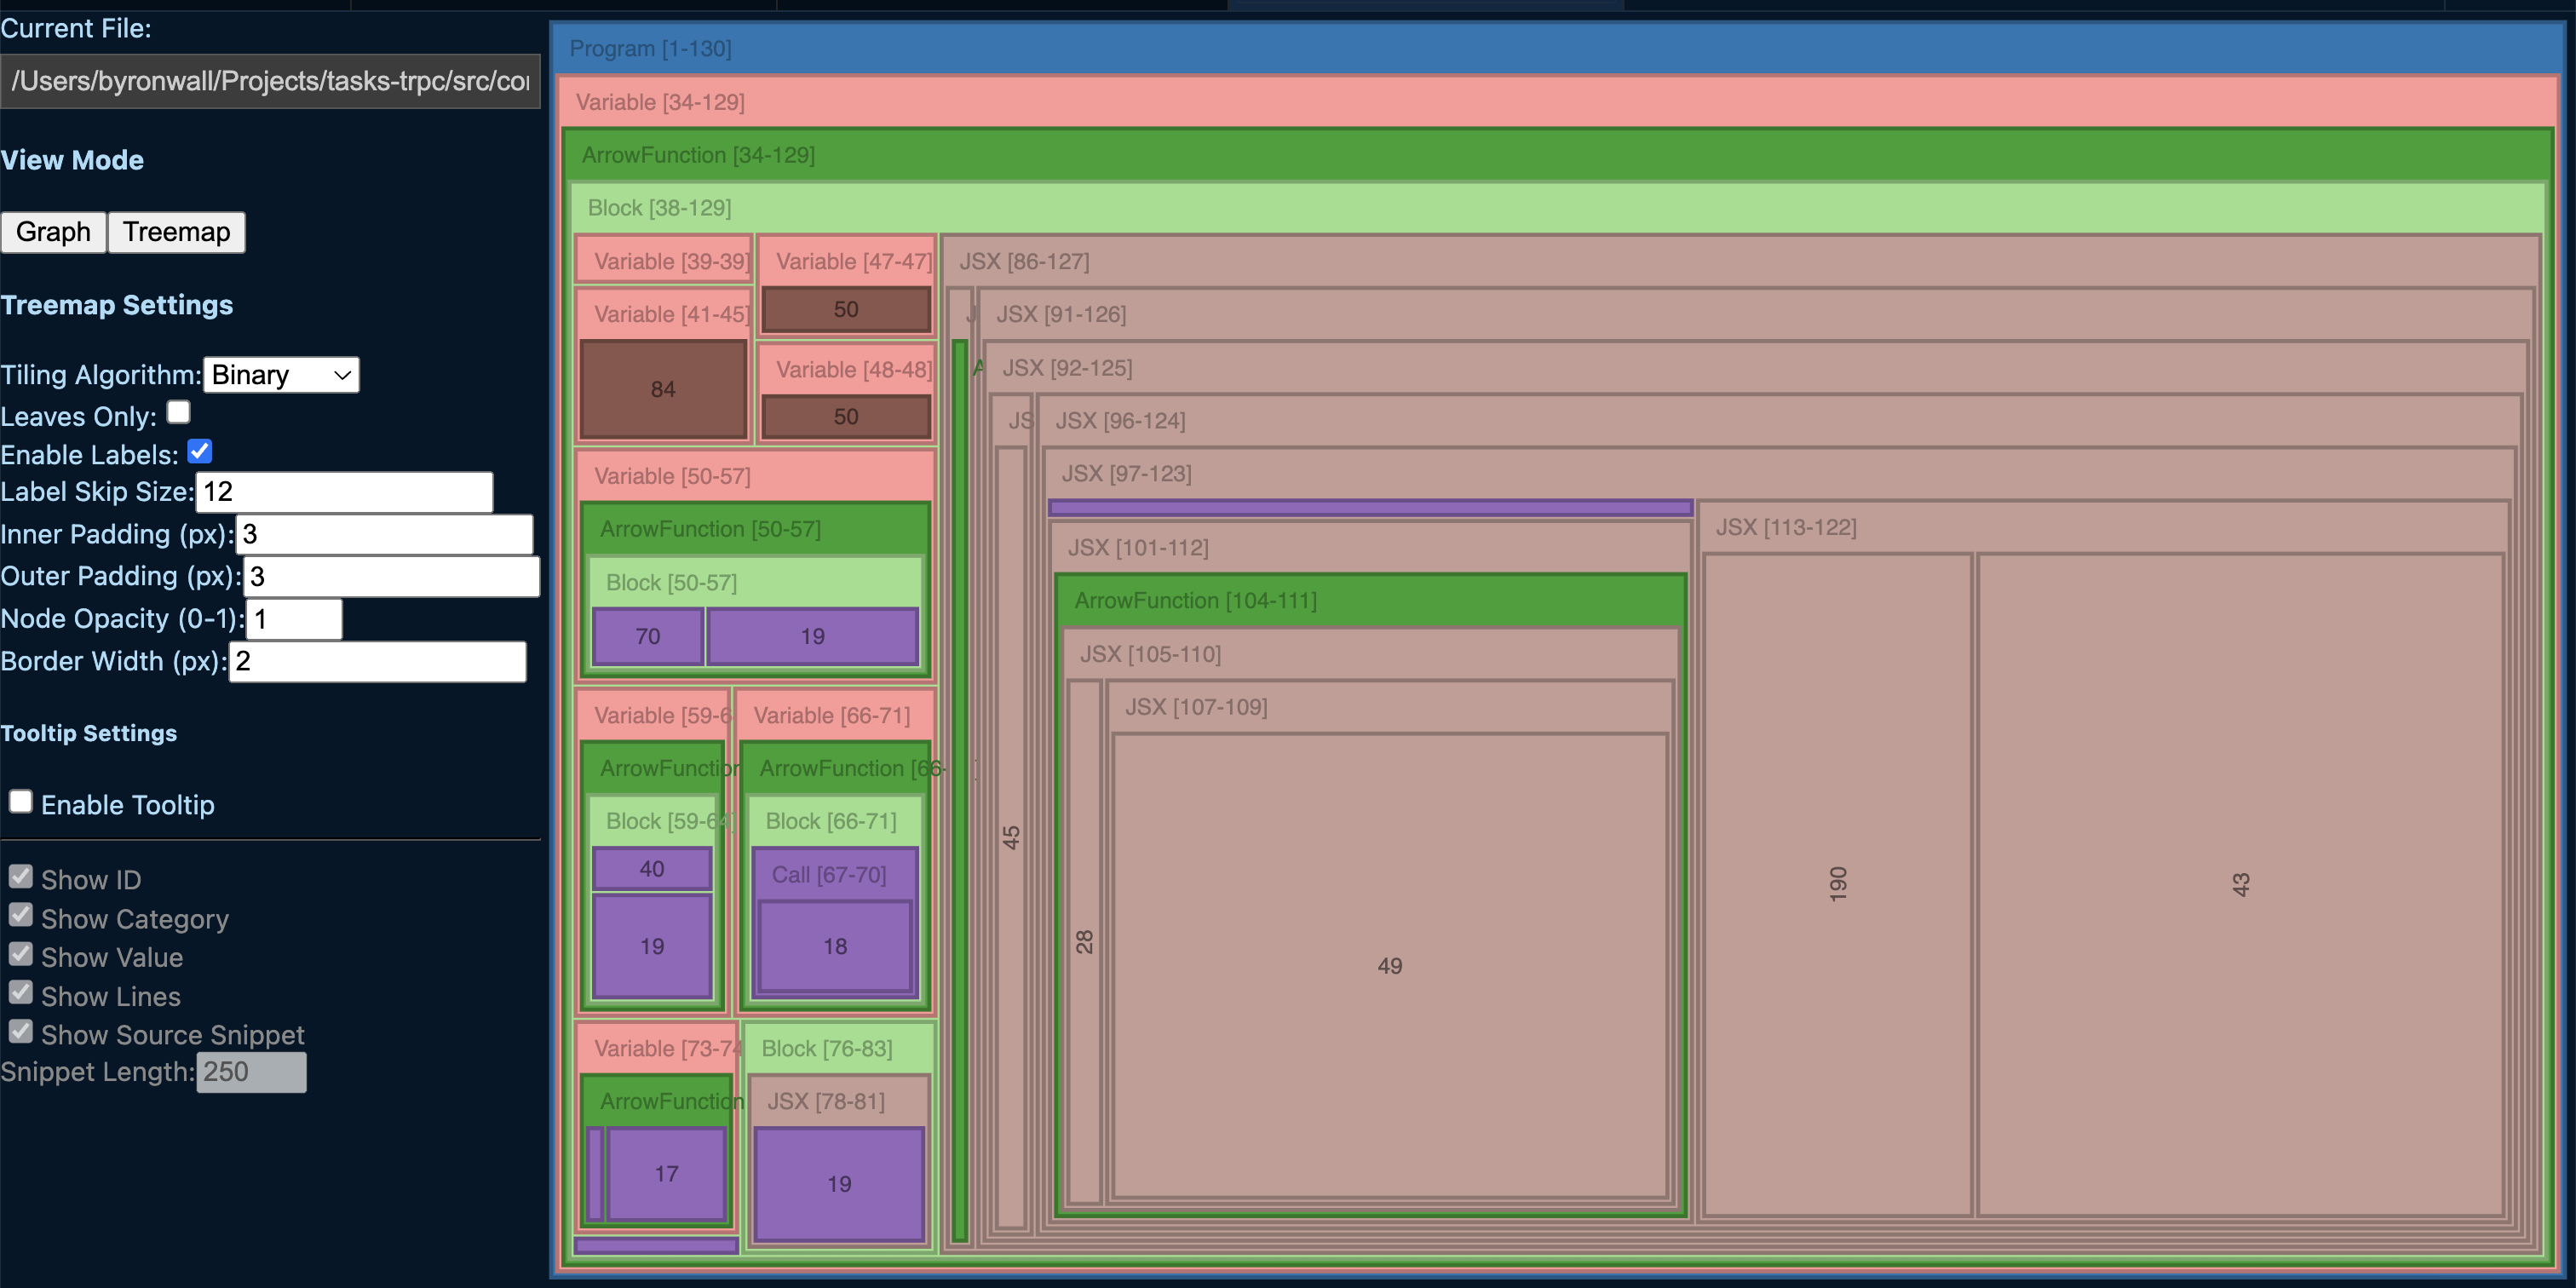 Current File:
/Users/byronwall/Projects/tasks-trpc/src/co
View Mode
Graph
Treemap
Treemap Settings
Tiling Algorithm: Binary
Leaves Only:
Enable Labels:
Label Skip Size: 12
Inner Padding (px): 3
Outer Padding (px): 3
Node Opacity (0-1): 1
Border Width (px): 2
Tooltip Settings
Enable Tooltip
Show ID
Show Category
Show Value
Show Lines
Show Source Snippet
Snippet Length: 250
Program [1-130]
Variable [34-129]
ArrowFunction [34-129]
Block [38-129]
Variable [39-39]
Variable [41-45]
84
Variable [47-47]
50
Variable [48-48]
50
Variable [50-57]
ArrowFunction [50-57]
Block [50-57]
70
19
Variable [59-6
ArrowFunction
Block [59-64]
40
19
Variable [66-71]
ArrowFunction [66-
Block [66-71]
Call [67-70]
18
Variable [73-74
ArrowFunction
17
Block [76-83]
JSX [78-81]
19
JSX [86-127]
J
A
JSX [91-126]
JSX [92-125]
JS
45
JSX [96-124]
JSX [97-123]
JSX [101-112]
ArrowFunction [104-111]
JSX [105-110]
28
JSX [107-109]
49
JSX [113-122]
190
43